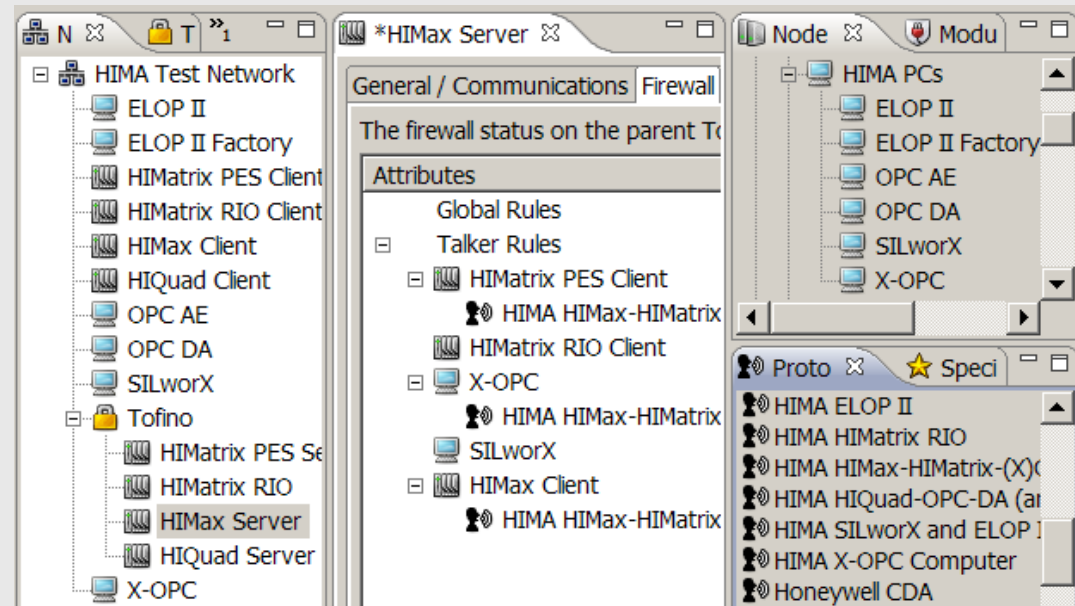 N
T
»1
*HIMax Server
Node
Modu
HIMA Test Network
ELOP II
ELOP II Factory
HIMatrix PES Client
HIMatrix RIO Client
HIMax Client
HIQuad Client
OPC AE
OPC DA
SILworX
Tofino
HIMatrix PES Se
HIMatrix RIO
HIMax Server
HIQuad Server
X-OPC
General / Communications
Firewall
The firewall status on the parent To
Attributes
Global Rules
Talker Rules
HIMatrix PES Client
HIMA HIMax-HIMatrix
HIMatrix RIO Client
X-OPC
HIMA HIMax-HIMatrix
SILworX
HIMax Client
HIMA HIMax-HIMatrix
HIMA PCs
ELOP II
ELOP II Factory
OPC AE
OPC DA
SILworX
X-OPC
Proto
Speci
HIMA ELOP II
HIMA HIMatrix RIO
HIMA HIMax-HIMatrix-(X)
HIMA HIQuad-OPC-DA (a
HIMA SILworX and ELOP I
HIMA X-OPC Computer
Honeywell CDA